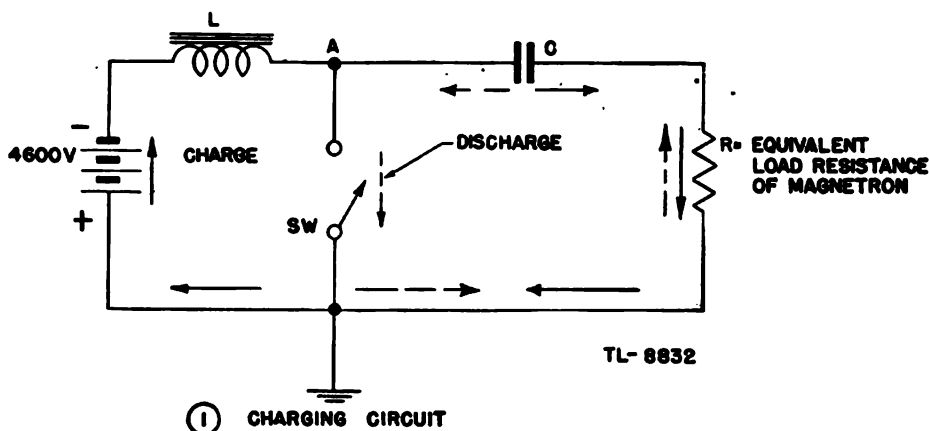 L
A
C
−
4600V
+
CHARGE
DISCHARGE
SW
R= EQUIVALENT
LOAD RESISTANCE
OF MAGNETRON
TL-8832
1 CHARGING CIRCUIT